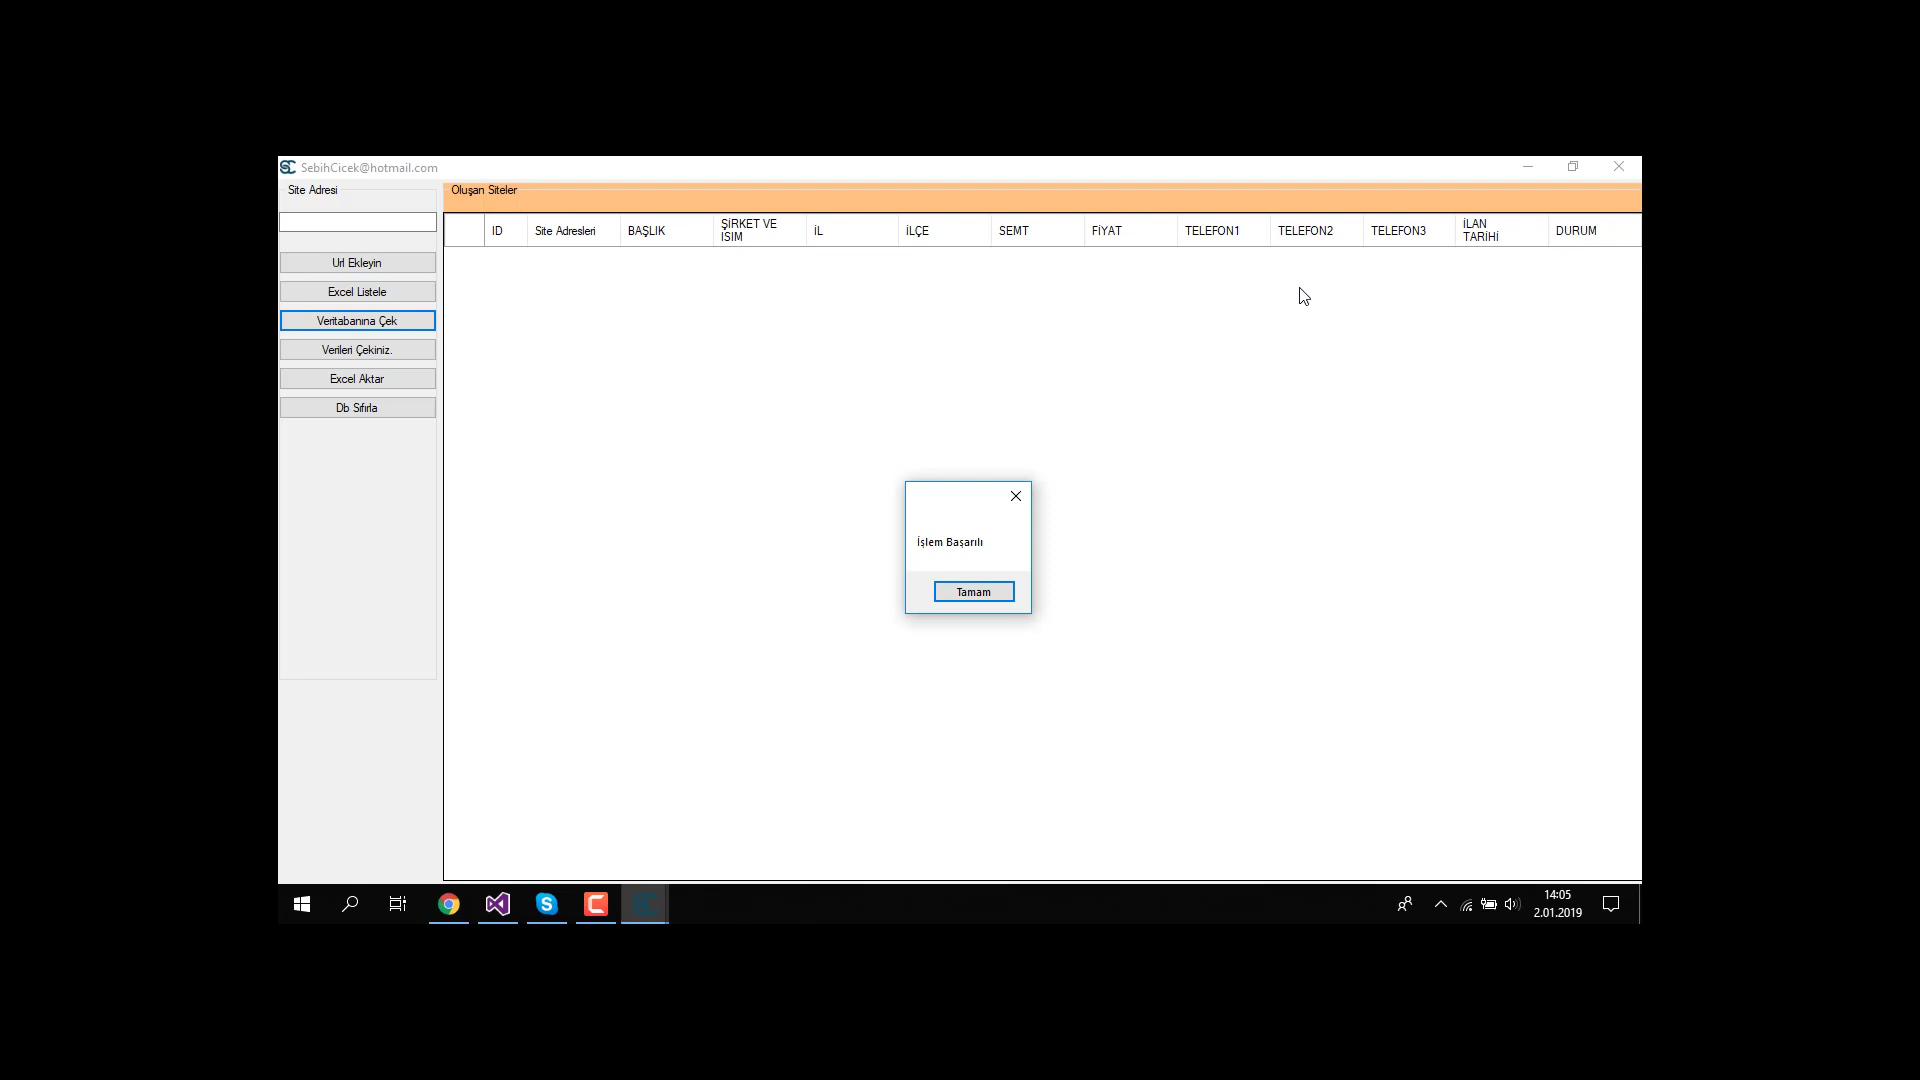 SebihCicek@hotmail.com
Site Adresi
Oluşan Siteler
ID
Site Adresleri
BAŞLIK
ŞİRKET VE
ISIM
İL
İLÇE
SEMT
FİYAT
TELEFON1
TELEFON2
TELEFON3
İLAN
TARİHİ
DURUM
Url Ekleyin
Excel Listele
Veritabanına Çek
Verileri Çekiniz.
Excel Aktar
Db Sıfırla
İşlem Başarılı
Tamam
14:05
2.01.2019